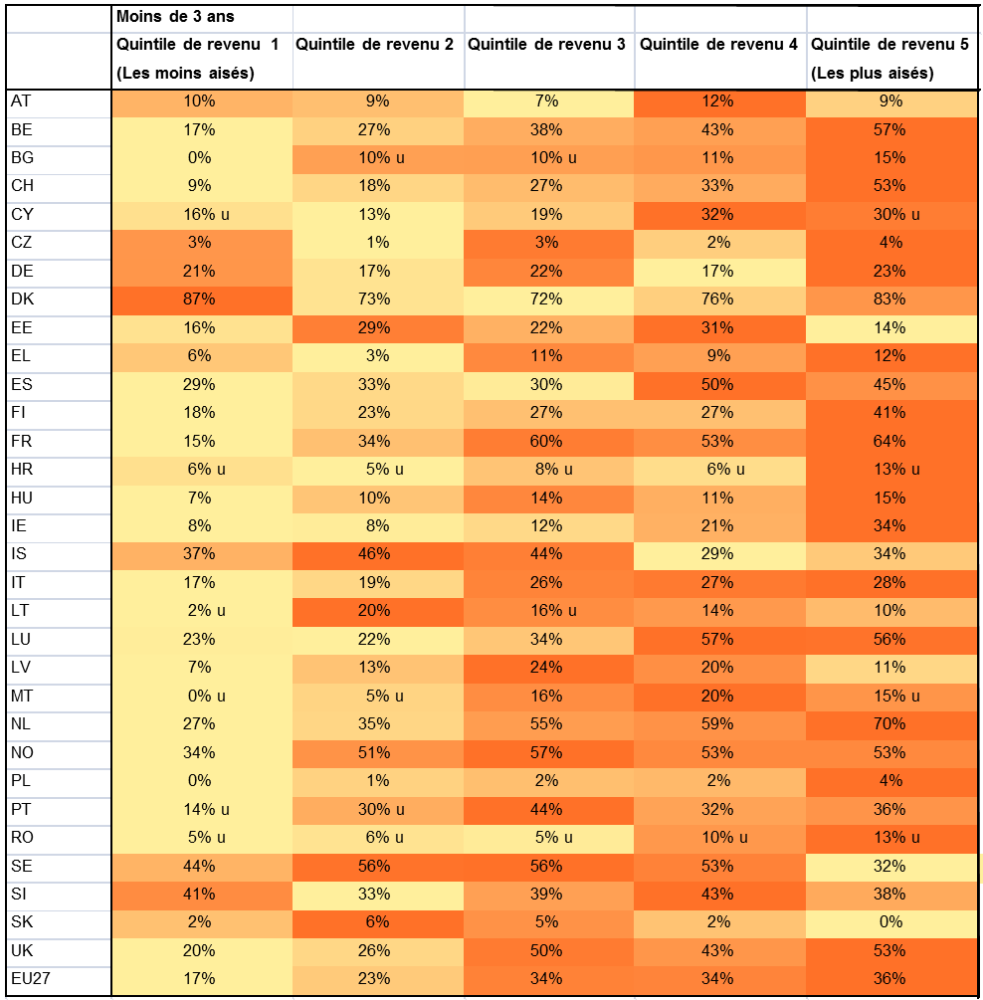 Moins de 3 ans
Quintile de revenu 1 Quintile de revenu 2 Quintile de revenu 3 Quintile de revenu 4 Quintile de revenu 5
(Les moins aisés) (Les plus aisés)
AT 10% 9% 7% 12% 9%
BE 17% 27% 38% 43% 57%
BG 0% 10% u 10% u 11% 15%
CH 9% 18% 27% 33% 53%
CY 16% u 13% 19% 32% 30% u
CZ 3% 1% 3% 2% 4%
DE 21% 17% 22% 17% 23%
DK 87% 73% 72% 76% 83%
EE 16% 29% 22% 31% 14%
EL 6% 3% 11% 9% 12%
ES 29% 33% 30% 50% 45%
FI 18% 23% 27% 27% 41%
FR 15% 34% 60% 53% 64%
HR 6% u 5% u 8% u 6% u 13% u
HU 7% 10% 14% 11% 15%
IE 8% 8% 12% 21% 34%
IS 37% 46% 44% 29% 34%
IT 17% 19% 26% 27% 28%
LT 2% u 20% 16% u 14% 10%
LU 23% 22% 34% 57% 56%
LV 7% 13% 24% 20% 11%
MT 0% u 5% u 16% 20% 15% u
NL 27% 35% 55% 59% 70%
NO 34% 51% 57% 53% 53%
PL 0% 1% 2% 2% 4%
PT 14% u 30% u 44% 32% 36%
RO 5% u 6% u 5% u 10% u 13% u
SE 44% 56% 56% 53% 32%
SI 41% 33% 39% 43% 38%
SK 2% 6% 5% 2% 0%
UK 20% 26% 50% 43% 53%
EU27 17% 23% 34% 34% 36%